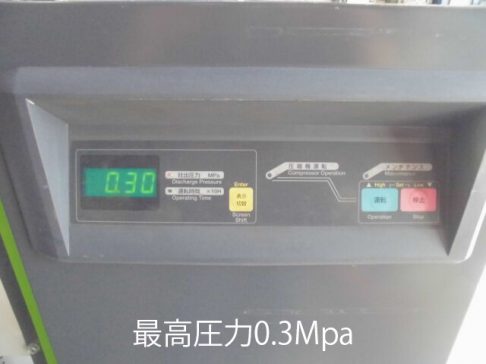 0.30
吐出圧力 MPa
Discharge Pressure
運転時間 ×10H
Operating Time
Enter
表示
切替
Screen
Shift
圧縮機運転
Compressor Operation
メンテナンス
Maintenance
▲ High Set Low ▼
運転
停止
Operation
Stop
最高圧力0.3Mpa